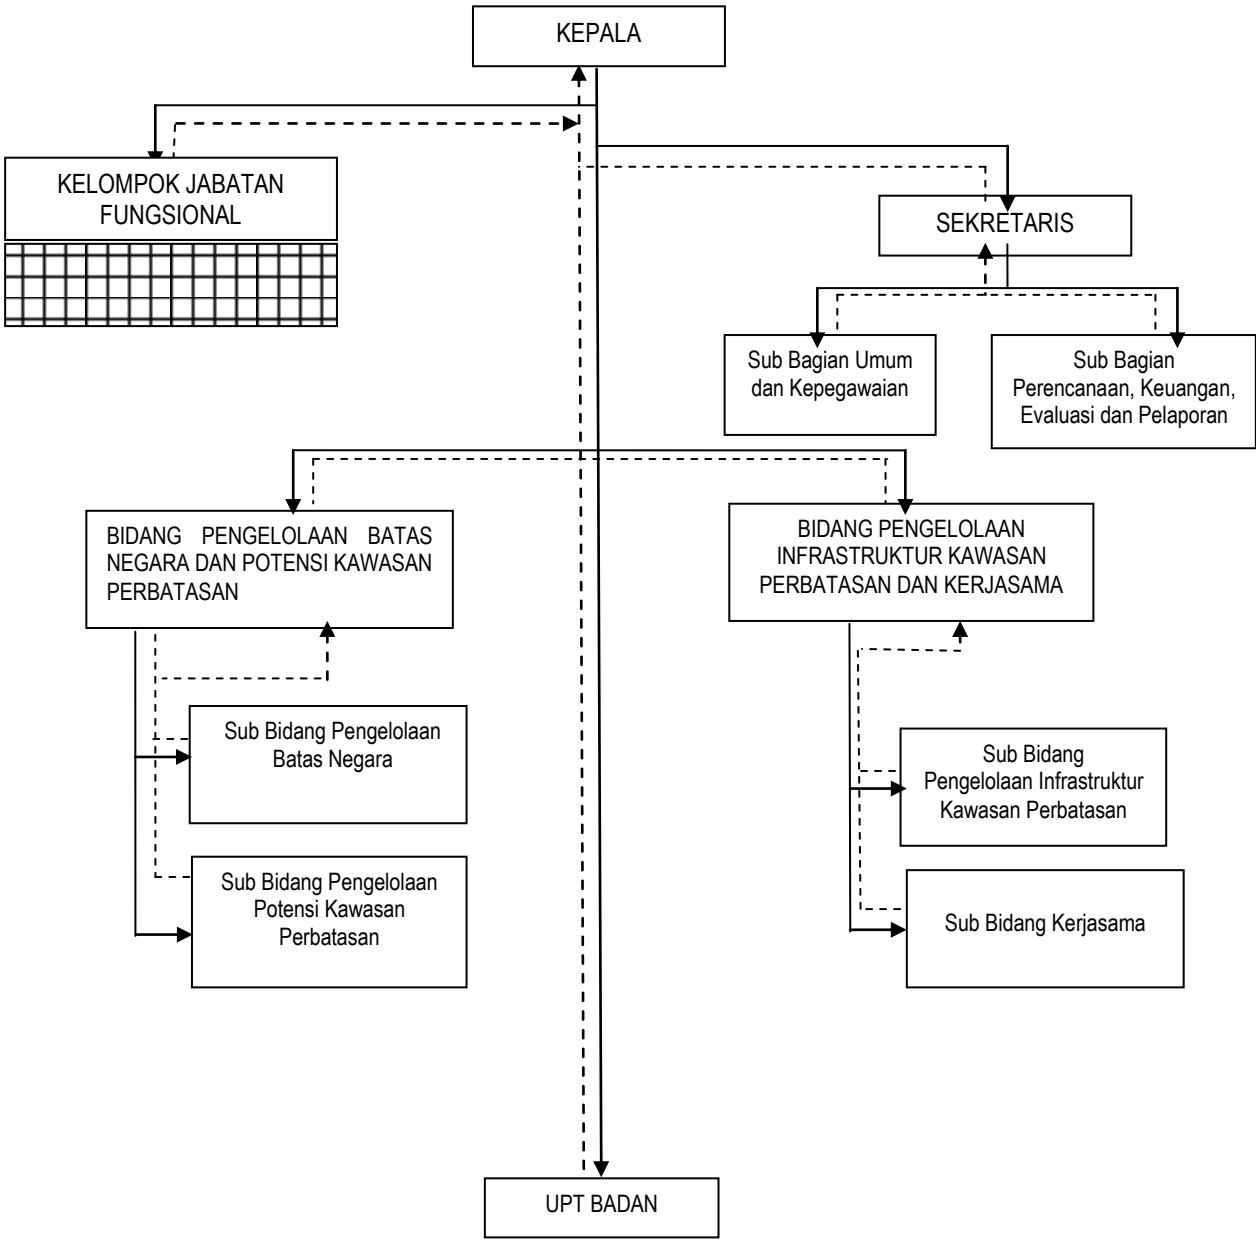 KEPALA
KELOMPOK JABATAN
FUNGSIONAL
SEKRETARIS
Sub Bagian Umum
dan Kepegawaian
Sub Bagian
Perencanaan, Keuangan,
Evaluasi dan Pelaporan
BIDANG PENGELOLAAN BATAS
NEGARA DAN POTENSI KAWASAN
PERBATASAN
BIDANG PENGELOLAAN
INFRASTRUKTUR KAWASAN
PERBATASAN DAN KERJASAMA
Sub Bidang Pengelolaan
Batas Negara
Sub Bidang Pengelolaan
Potensi Kawasan
Perbatasan
Sub Bidang
Pengelolaan Infrastruktur
Kawasan Perbatasan
Sub Bidang Kerjasama
UPT BADAN